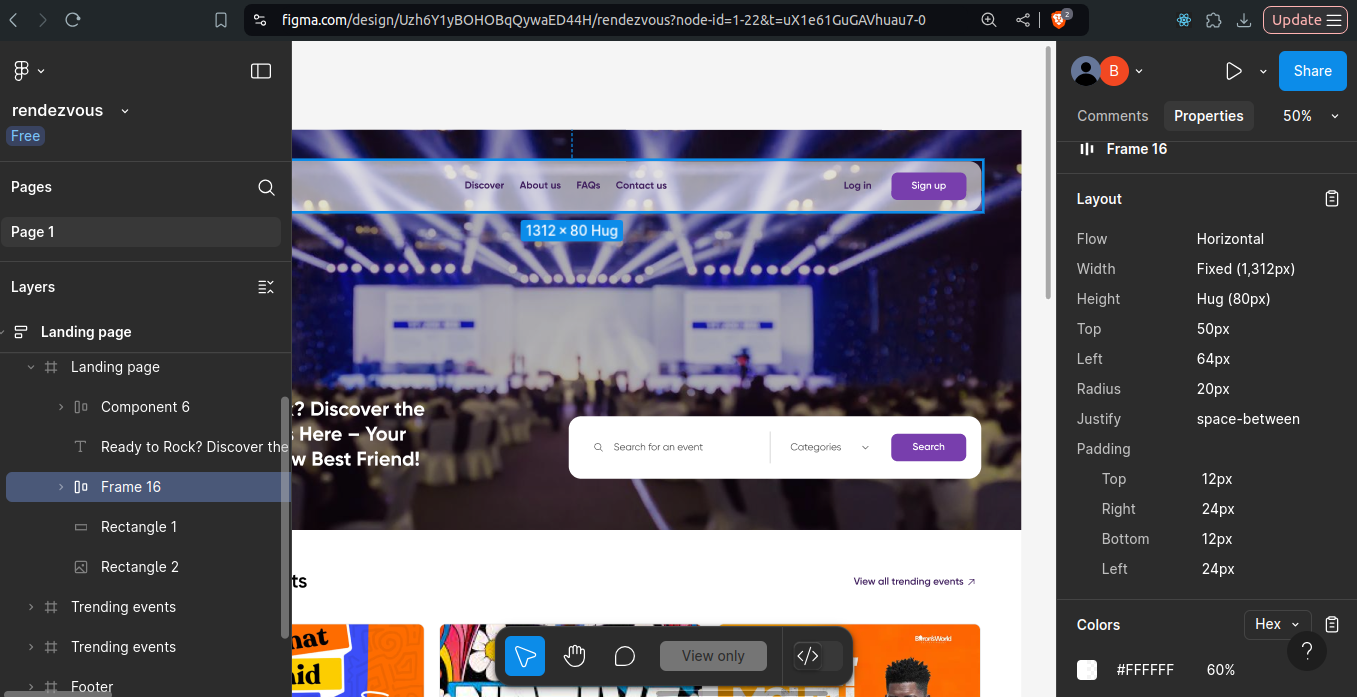 figma.com/design/Uzh6Y1yBOHOBqQywaED44H/rendezvous?node-id=1-22&t=uX1e61GuGAVhuau7-0
2
Update
rendezvous
Free
Pages
Page 1
Layers
Landing page
Landing page
Component 6
Ready to Rock? Discover the
Frame 16
Rectangle 1
Rectangle 2
Trending events
Trending events
Footer
Discover About us FAQs Contact us Log in Sign up
1312 × 80 Hug
? Discover the
s Here – Your
w Best Friend!
Search for an event Categories Search
ts View all trending events
hat
id
View only
B
Share
Comments Properties 50%
Frame 16
Layout
Flow Horizontal
Width Fixed (1,312px)
Height Hug (80px)
Top 50px
Left 64px
Radius 20px
Justify space-between
Padding
Top 12px
Right 24px
Bottom 12px
Left 24px
Colors Hex
#FFFFFF 60%
?